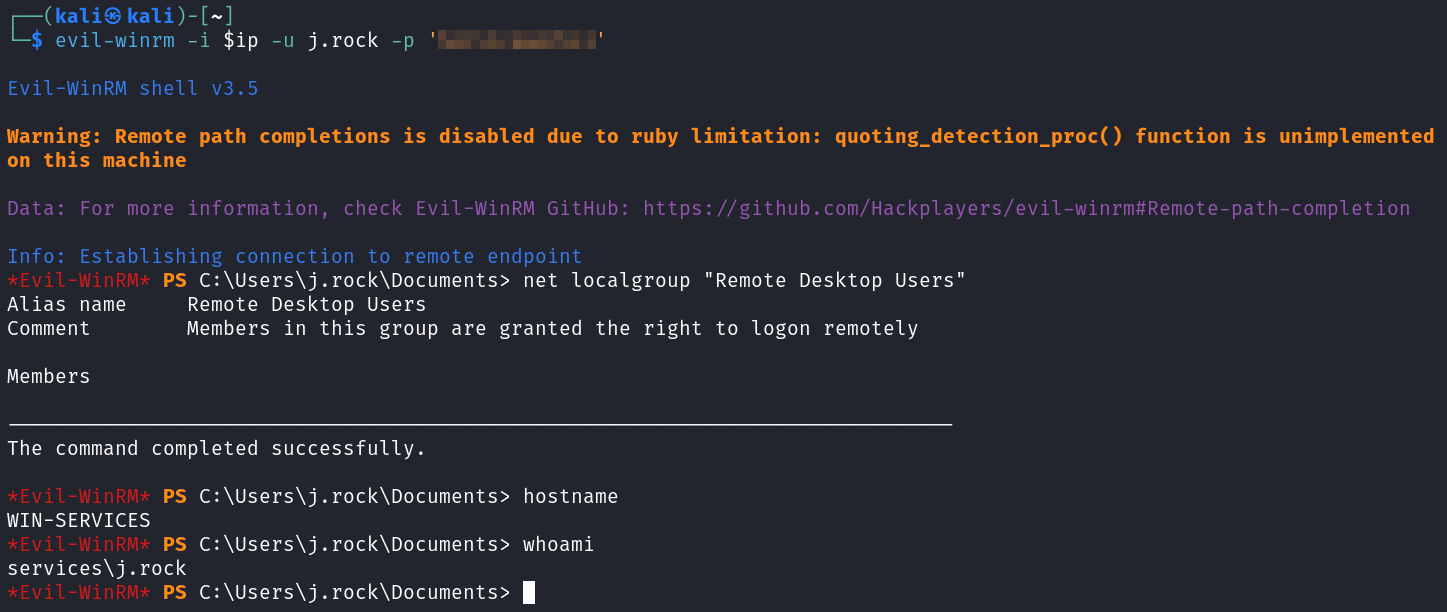 ┌──(kali㉿kali)-[~]
└─$ evil-winrm -i $ip -u j.rock -p ' '
Evil-WinRM shell v3.5
Warning: Remote path completions is disabled due to ruby limitation: quoting_detection_proc() function is unimplemented
on this machine
Data: For more information, check Evil-WinRM GitHub: https://github.com/Hackplayers/evil-winrm#Remote-path-completion
Info: Establishing connection to remote endpoint
*Evil-WinRM* PS C:\Users\j.rock\Documents> net localgroup "Remote Desktop Users"
Alias name     Remote Desktop Users
Comment        Members in this group are granted the right to logon remotely
Members
-------------------------------------------------------------------------------
The command completed successfully.
*Evil-WinRM* PS C:\Users\j.rock\Documents> hostname
WIN-SERVICES
*Evil-WinRM* PS C:\Users\j.rock\Documents> whoami
services\j.rock
*Evil-WinRM* PS C:\Users\j.rock\Documents>